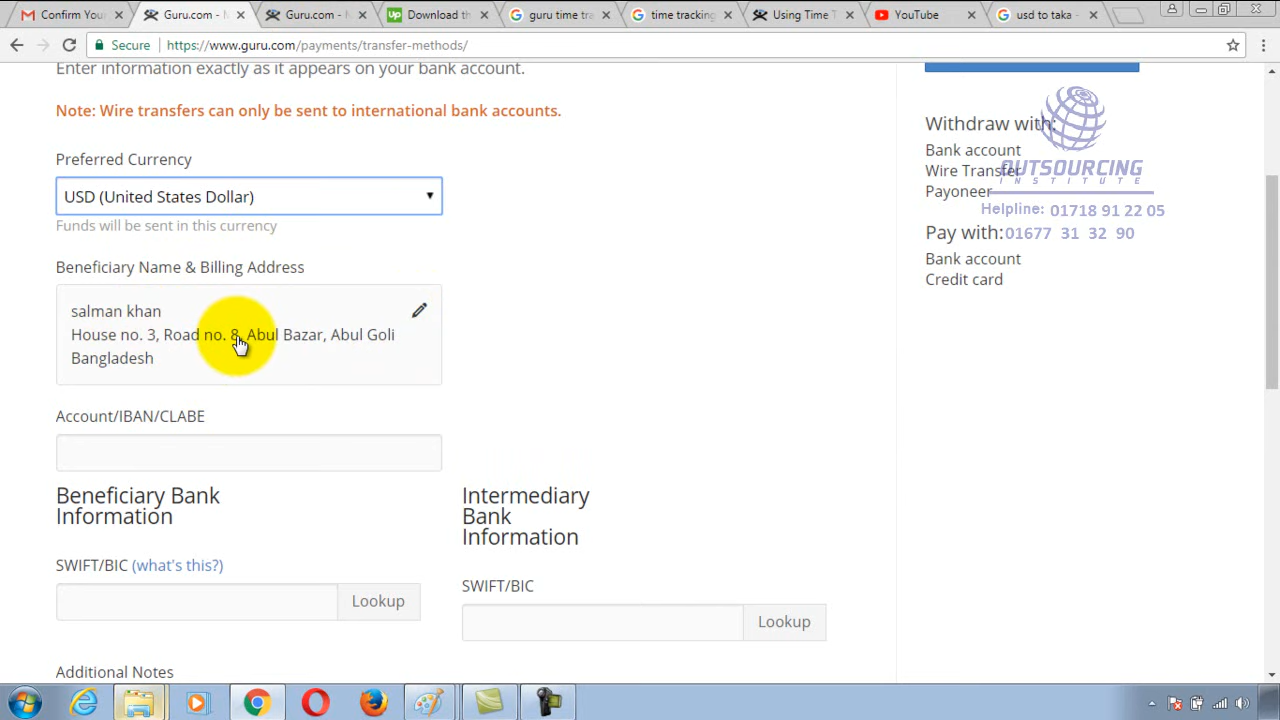 Confirm Your
Guru.com - N
Guru.com - N
Download th
guru time tra
time tracking
Using Time T
YouTube
usd to taka -
Secure
https://www.guru.com/payments/transfer-methods/
Enter information exactly as it appears on your bank account.
Note: Wire transfers can only be sent to international bank accounts.
Preferred Currency
USD (United States Dollar)
Funds will be sent in this currency
Beneficiary Name & Billing Address
salman khan
House no. 3, Road no. 8, Abul Bazar, Abul Goli
Bangladesh
Account/IBAN/CLABE
Beneficiary Bank
Information
SWIFT/BIC (what's this?)
Lookup
Additional Notes
Intermediary
Bank
Information
SWIFT/BIC
Lookup
Withdraw with:
Bank account
Wire Transfer
Payoneer
Pay with:
Bank account
Credit card
OUTSOURCING
INSTITUTE
Helpline: 01718 91 22 05
01677 31 32 90